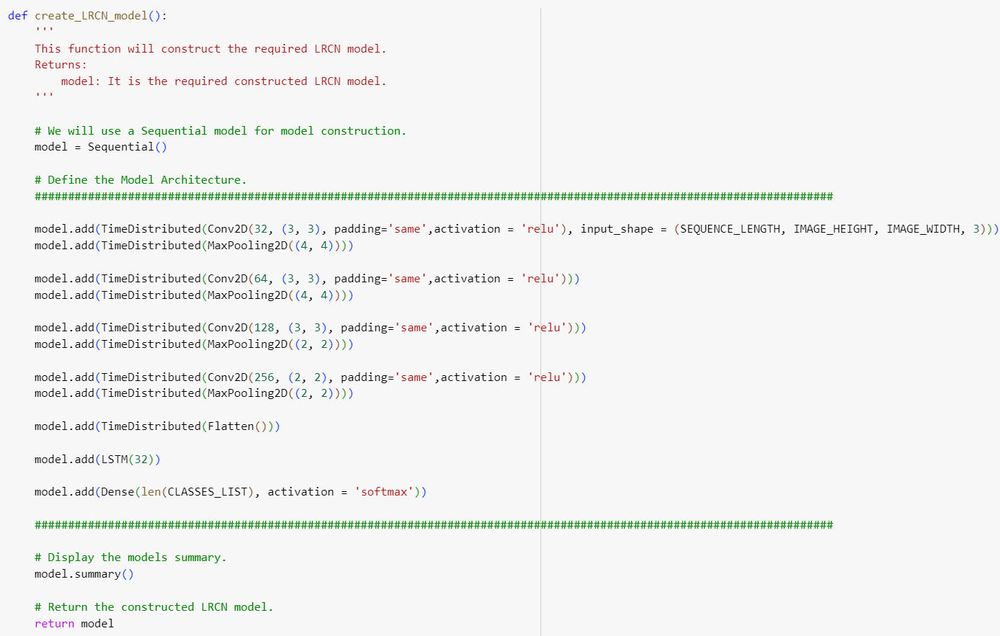 def create_LRCN_model():
    '''
    This function will construct the required LRCN model.
    Returns:
        model: It is the required constructed LRCN model.
    '''
    # We will use a Sequential model for model construction.
    model = Sequential()
    # Define the Model Architecture.
    ########################################################################################################################
    model.add(TimeDistributed(Conv2D(32, (3, 3), padding='same',activation = 'relu'), input_shape = (SEQUENCE_LENGTH, IMAGE_HEIGHT, IMAGE_WIDTH, 3)))
    model.add(TimeDistributed(MaxPooling2D((4, 4))))
    model.add(TimeDistributed(Conv2D(64, (3, 3), padding='same',activation = 'relu')))
    model.add(TimeDistributed(MaxPooling2D((4, 4))))
    model.add(TimeDistributed(Conv2D(128, (3, 3), padding='same',activation = 'relu')))
    model.add(TimeDistributed(MaxPooling2D((2, 2))))
    model.add(TimeDistributed(Conv2D(256, (2, 2), padding='same',activation = 'relu')))
    model.add(TimeDistributed(MaxPooling2D((2, 2))))
    model.add(TimeDistributed(Flatten()))
    model.add(LSTM(32))
    model.add(Dense(len(CLASSES_LIST), activation = 'softmax'))
    ########################################################################################################################
    # Display the models summary.
    model.summary()
    # Return the constructed LRCN model.
    return model